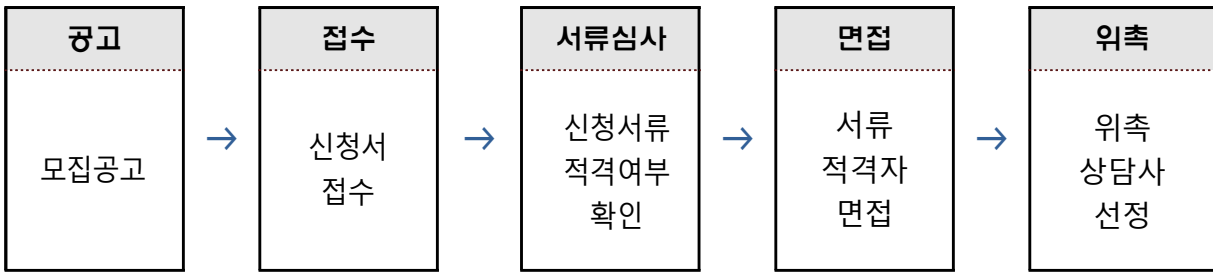 공고
모집공고
→
접수
신청서
접수
→
서류심사
신청서류
적격여부
확인
→
면접
서류
적격자
면접
→
위촉
위촉
상담사
선정